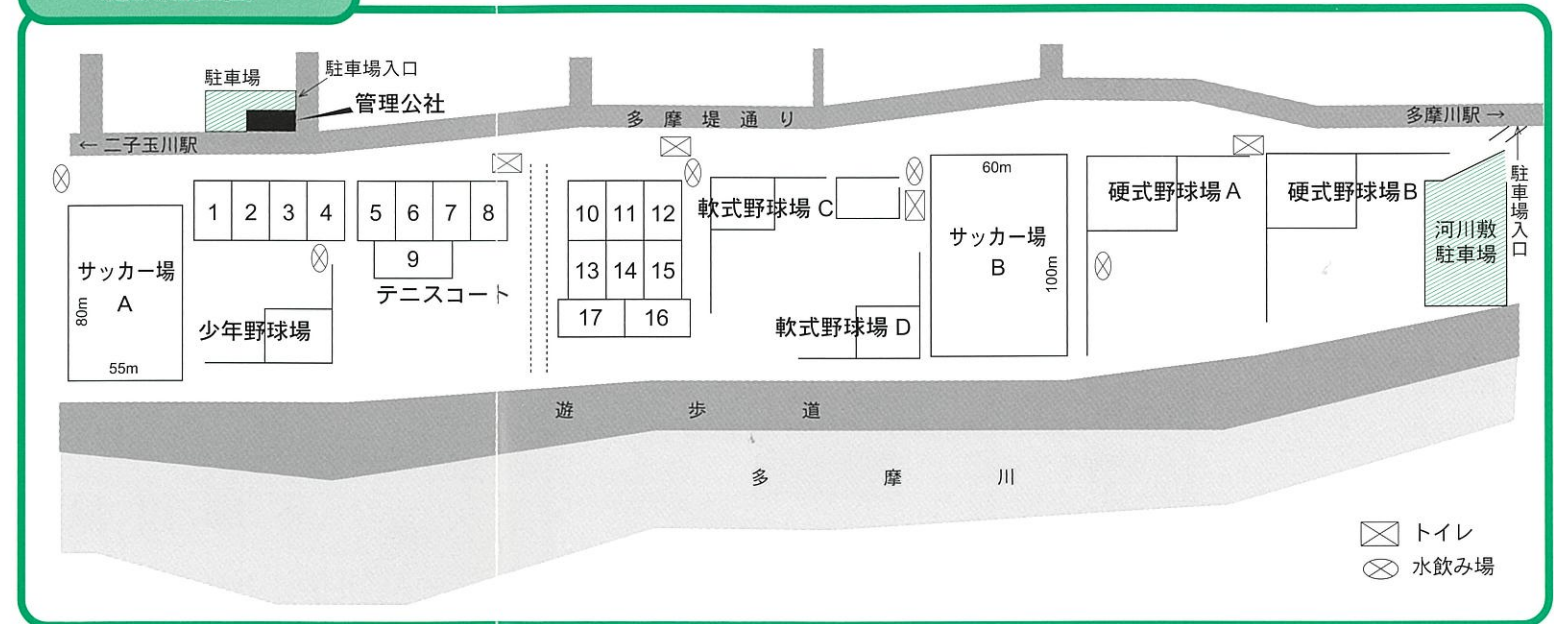 駐車場
駐車場入口
管理公社
多摩堤通り
多摩川駅 →
← 二子玉川駅
駐車場入口
1 2 3 4
5 6 7 8
9
テニスコート
10 11 12
13 14 15
17 16
サッカー場
A
80m
55m
少年野球場
軟式野球場 C
軟式野球場 D
60m
サッカー場
B
100m
硬式野球場 A
硬式野球場 B
河川敷
駐車場
遊歩道
多摩川
トイレ
水飲み場